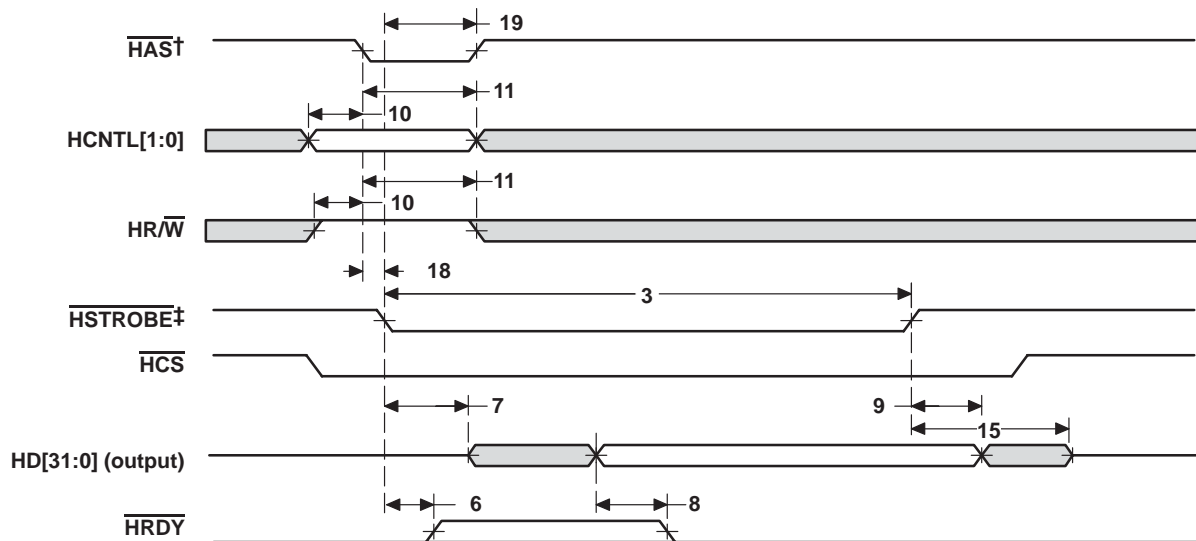 19
HAS†
11
10
HCNTL[1:0]
11
10
HR/W
18
3
HSTROBE‡
HCS
7
9
15
HD[31:0] (output)
6
8
HRDY